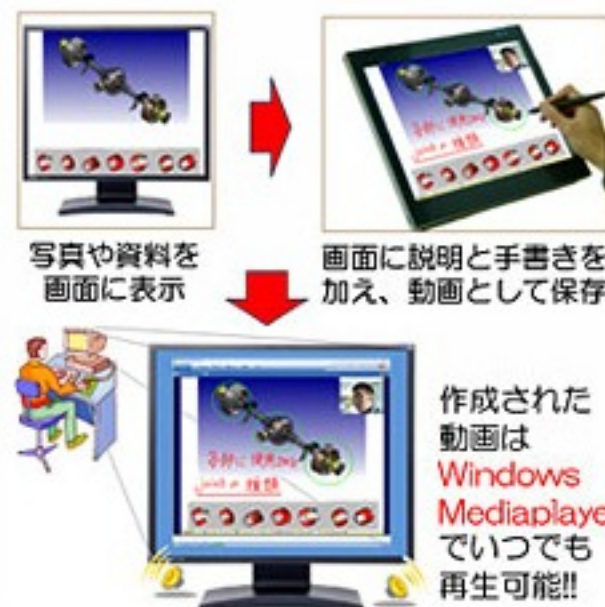 写真や資料を
画面に表示
画面に説明と手書きを
加え、動画として保存
作成された
動画は
Windows
Mediaplaye
でいつでも
再生可能!!